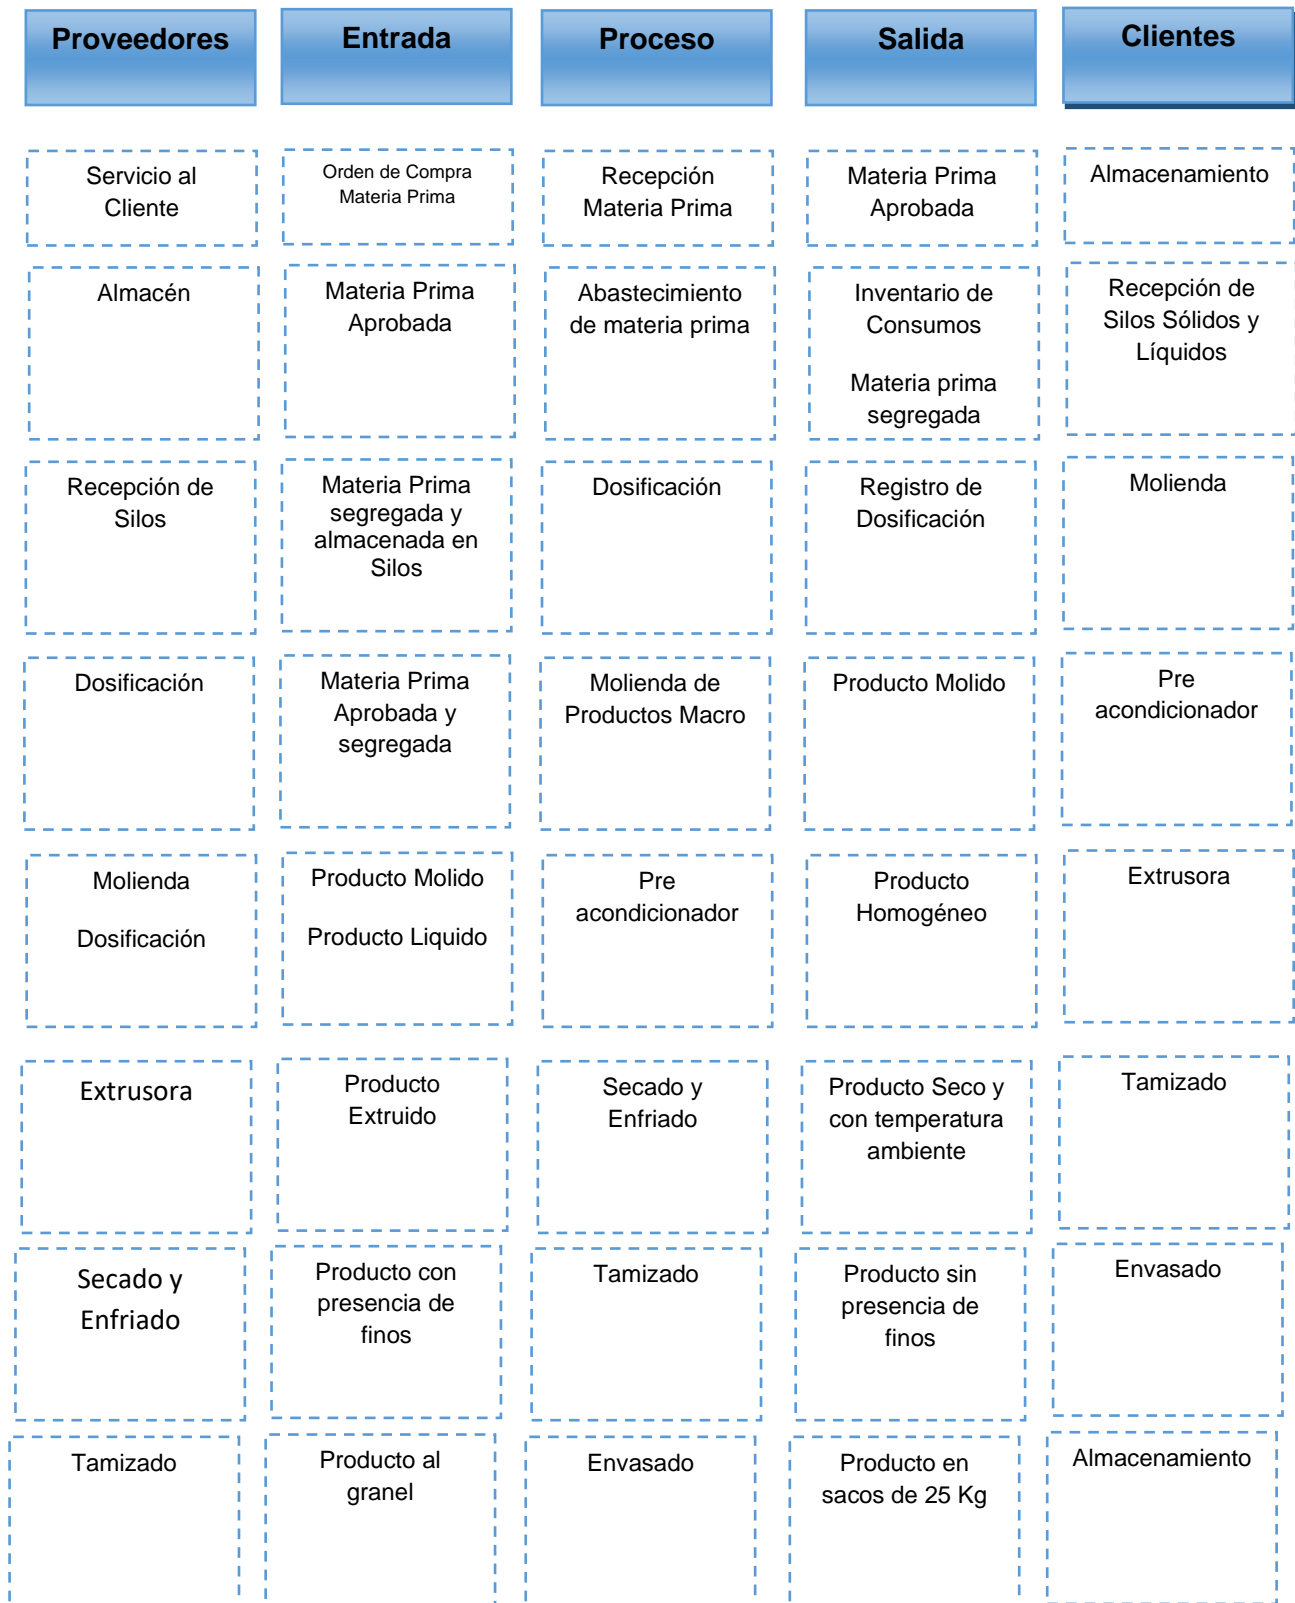 Proveedores
Entrada
Proceso
Salida
Clientes
Servicio al
Cliente
Orden de Compra
Materia Prima
Recepción
Materia Prima
Materia Prima
Aprobada
Almacenamiento
Almacén
Materia Prima
Aprobada
Abastecimiento
de materia prima
Inventario de
Consumos
Materia prima
segregada
Recepción de
Silos Sólidos y
Líquidos
Recepción de
Silos
Materia Prima
segregada y
almacenada en
Silos
Dosificación
Registro de
Dosificación
Molienda
Dosificación
Materia Prima
Aprobada y
segregada
Molienda de
Productos Macro
Producto Molido
Pre
acondicionador
Molienda
Dosificación
Producto Molido
Producto Liquido
Pre
acondicionador
Producto
Homogéneo
Extrusora
Extrusora
Producto
Extruido
Secado y
Enfriado
Producto Seco y
con temperatura
ambiente
Tamizado
Secado y
Enfriado
Producto con
presencia de
finos
Tamizado
Producto sin
presencia de
finos
Envasado
Tamizado
Producto al
granel
Envasado
Producto en
sacos de 25 Kg
Almacenamiento